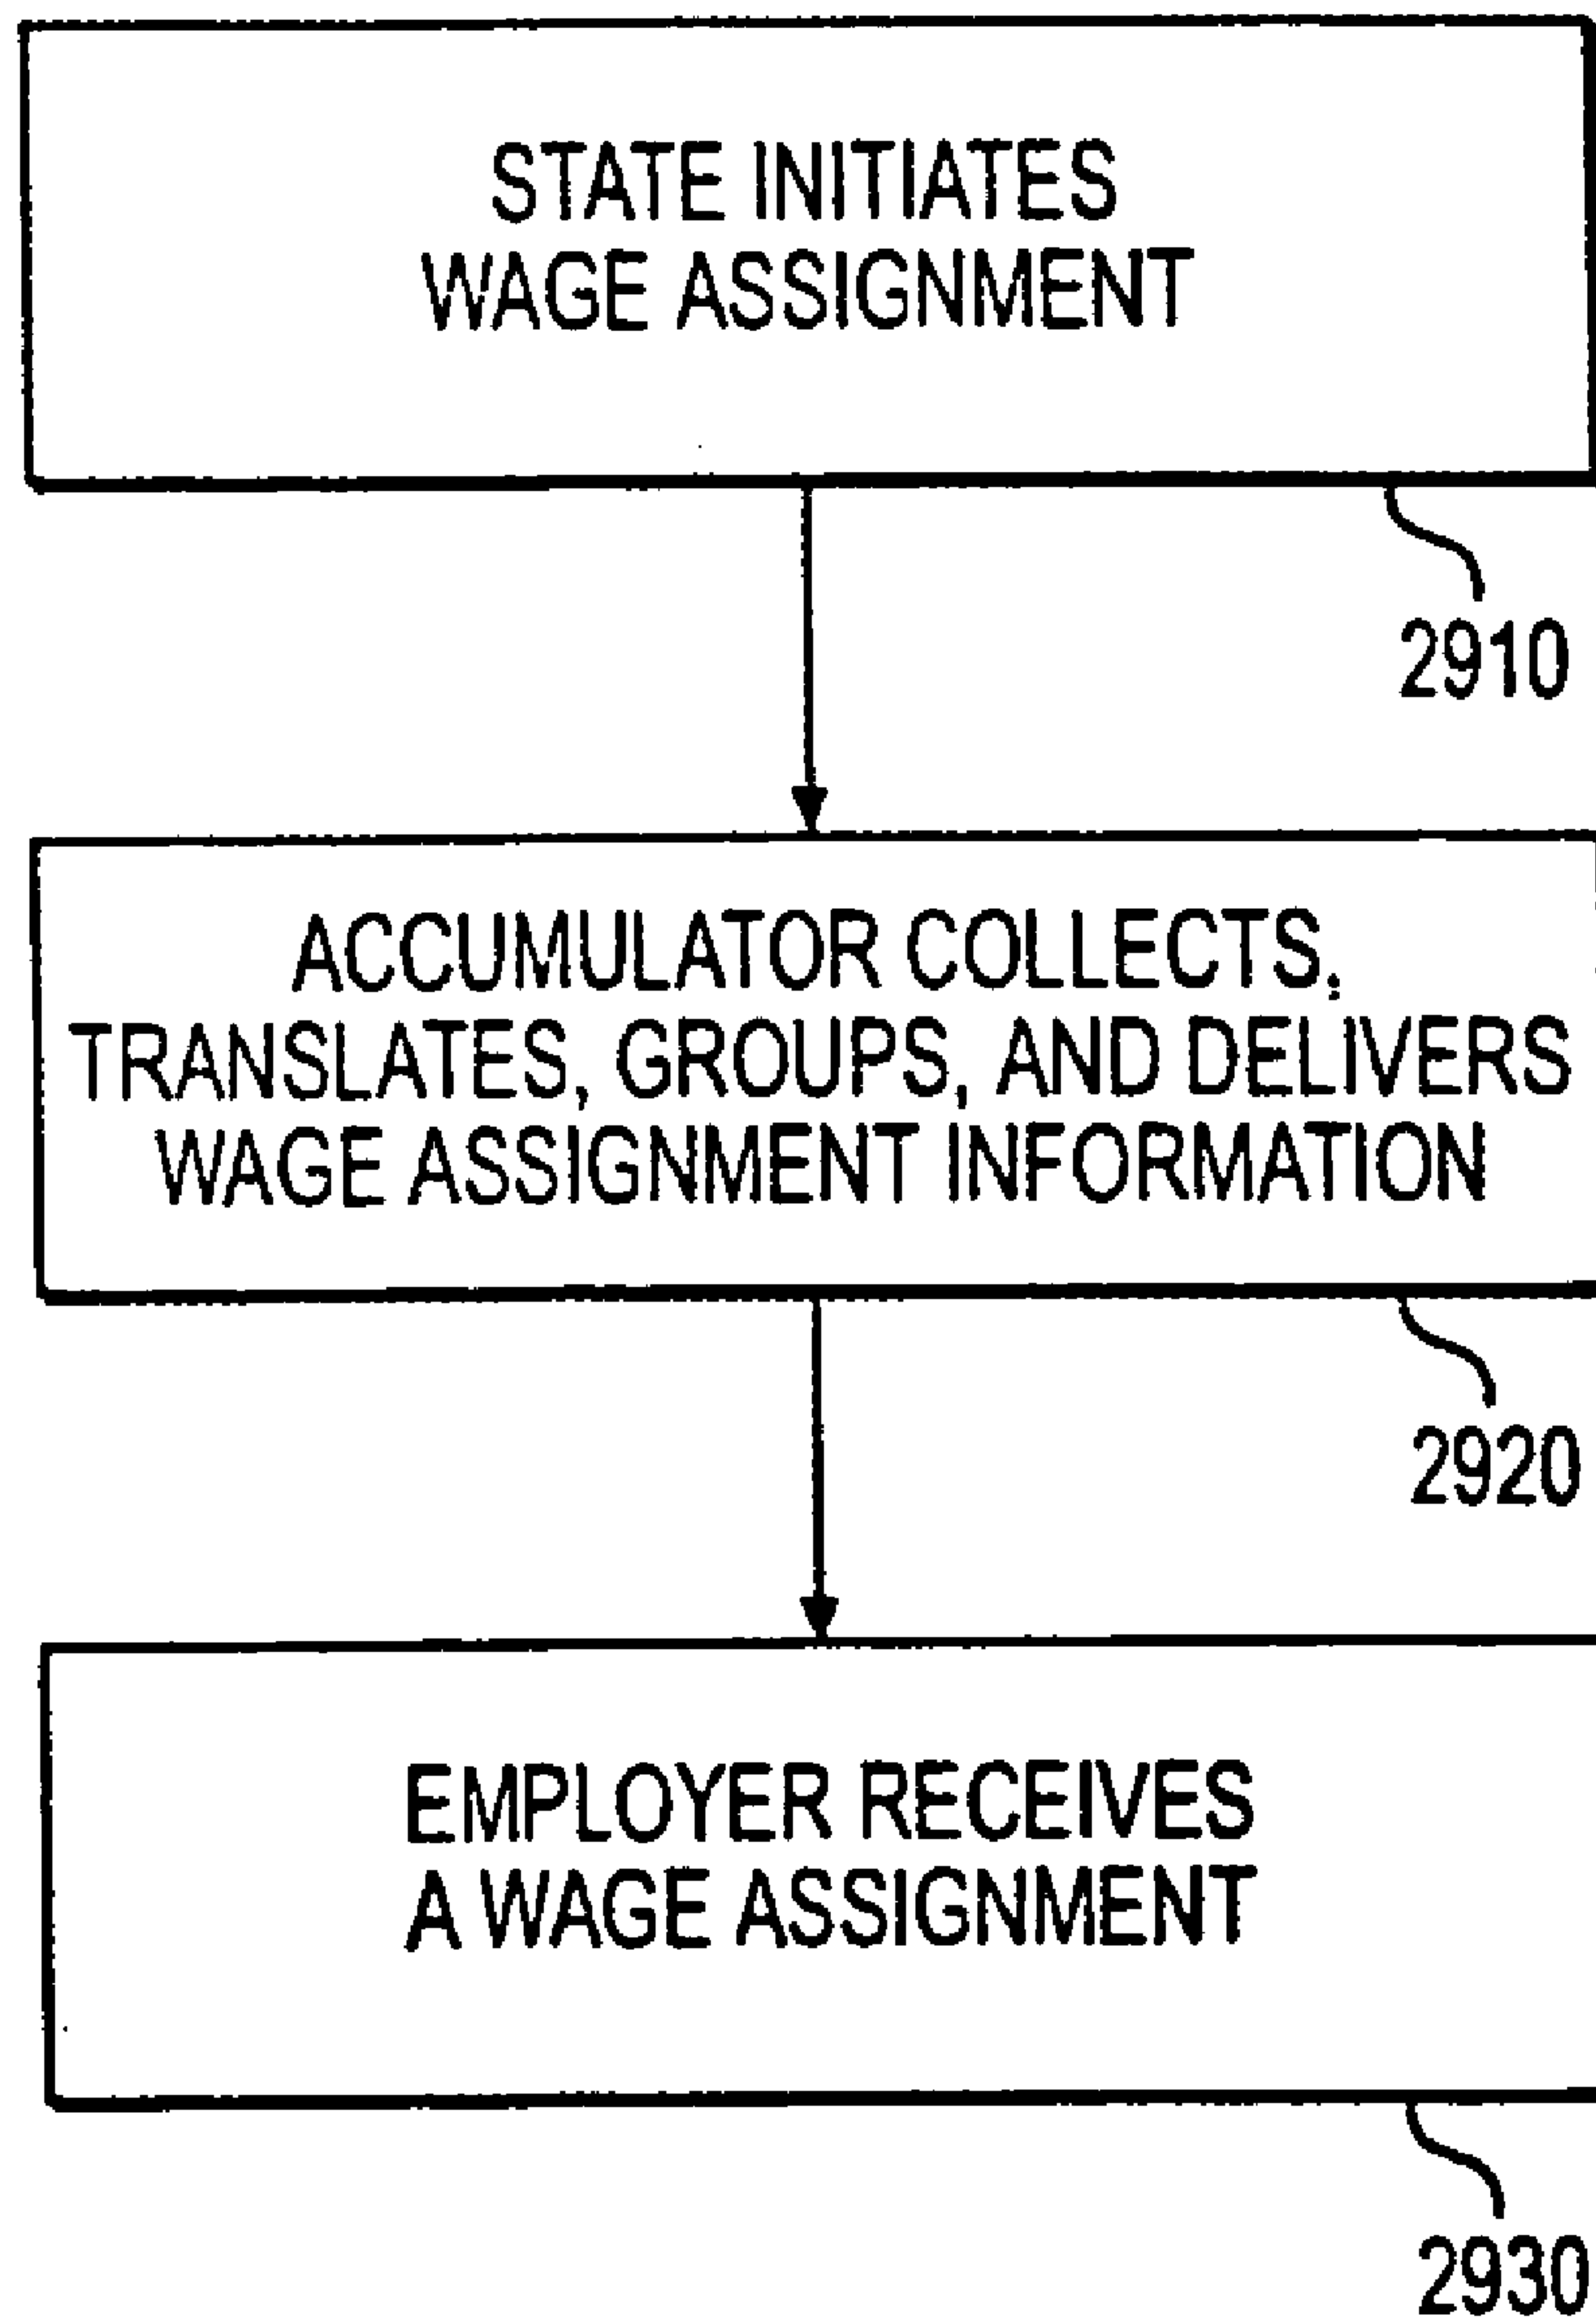 STATE INITIATES
WAGE ASSIGNMENT
2910
ACCUMULATOR COLLECTS,
TRANSLATES, GROUPS, AND DELIVERS
WAGE ASSIGNMENT INFORMATION
2920
EMPLOYER RECEIVES
A WAGE ASSIGNMENT
2930